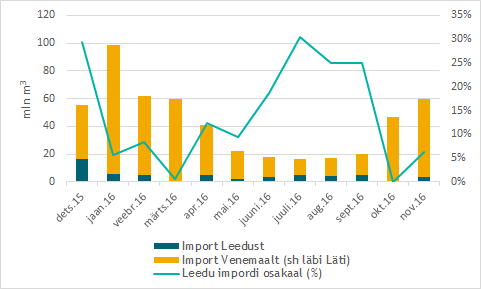 mln m³
120
100
80
60
40
20
0
35%
30%
25%
20%
15%
10%
5%
0%
dets.15
jaan.16
veebr.16
märts.16
apr.16
mai.16
juuni.16
juuli.16
aug.16
sept.16
okt.16
nov.16
Import Leedust
Import Venemaalt (sh läbi Läti)
Leedu impordi osakaal (%)